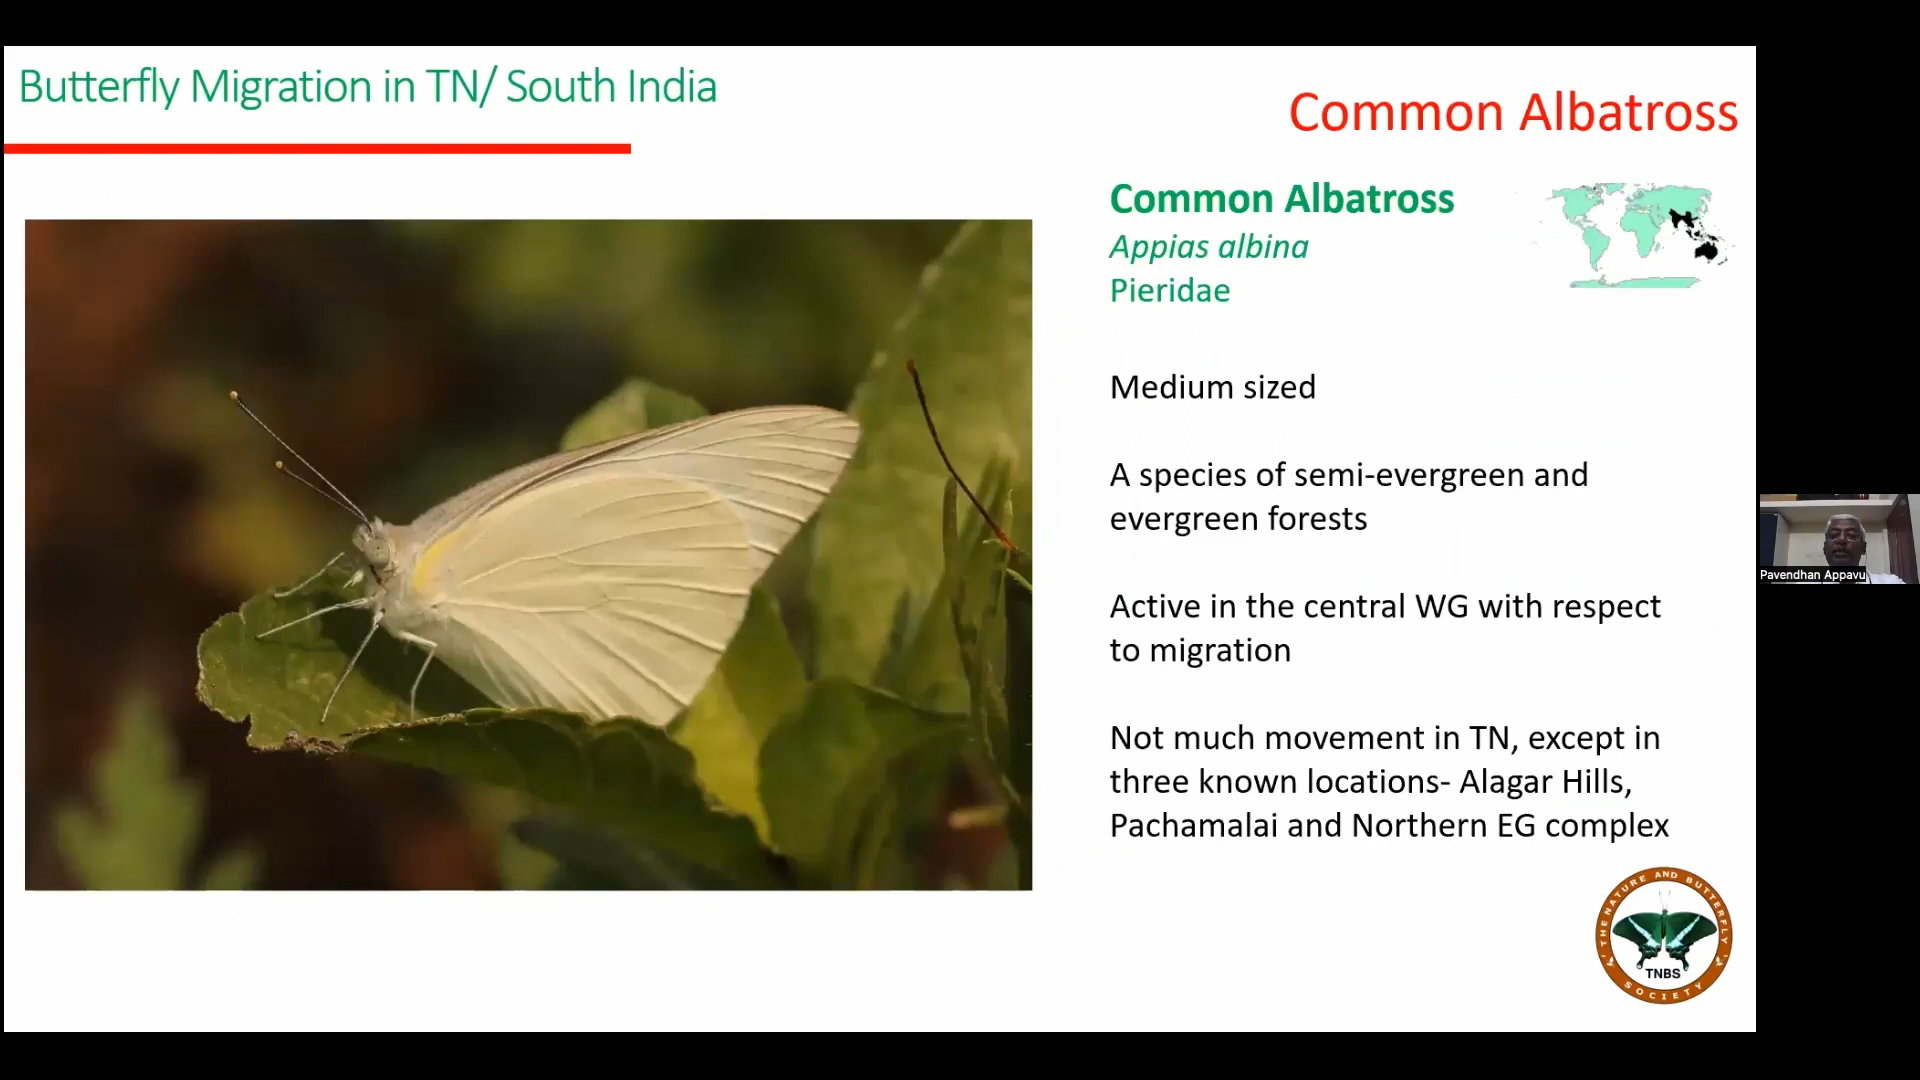 Butterfly Migration in TN/ South India
Common Albatross
Common Albatross
Appias albina
Pieridae
Medium sized
A species of semi-evergreen and
evergreen forests
Active in the central WG with respect
to migration
Not much movement in TN, except in
three known locations- Alagar Hills,
Pachamalai and Northern EG complex
THE NATURE AND BUTTERFLY
TNBS
SOCIETY
Pavendhan Appavu